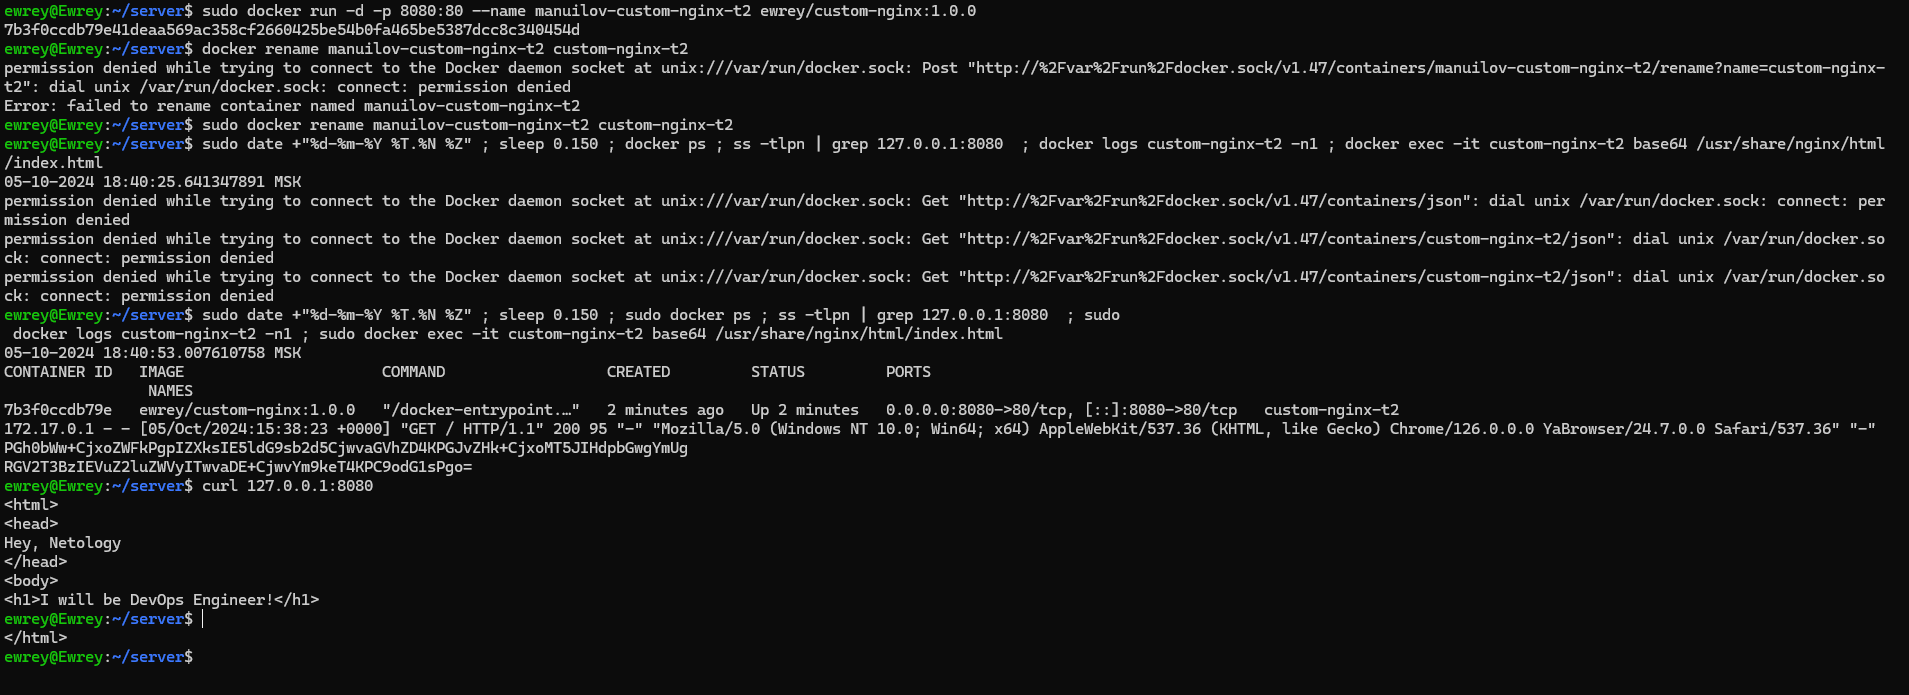 ewrey@Ewrey:~/server$ sudo docker run -d -p 8080:80 --name manuilov-custom-nginx-t2 ewrey/custom-nginx:1.0.0
7b3f0ccdb79e41deaa569ac358cf2660425be54b0fa465be5387dcc8c340454d
ewrey@Ewrey:~/server$ docker rename manuilov-custom-nginx-t2 custom-nginx-t2
permission denied while trying to connect to the Docker daemon socket at unix:///var/run/docker.sock: Post "http://%2Fvar%2Frun%2Fdocker.sock/v1.47/containers/manuilov-custom-nginx-t2/rename?name=custom-nginx-
t2": dial unix /var/run/docker.sock: connect: permission denied
Error: failed to rename container named manuilov-custom-nginx-t2
ewrey@Ewrey:~/server$ sudo docker rename manuilov-custom-nginx-t2 custom-nginx-t2
ewrey@Ewrey:~/server$ sudo date +"%d-%m-%Y %T.%N %Z" ; sleep 0.150 ; docker ps ; ss -tlpn | grep 127.0.0.1:8080  ; docker logs custom-nginx-t2 -n1 ; docker exec -it custom-nginx-t2 base64 /usr/share/nginx/html
/index.html
05-10-2024 18:40:25.641347891 MSK
permission denied while trying to connect to the Docker daemon socket at unix:///var/run/docker.sock: Get "http://%2Fvar%2Frun%2Fdocker.sock/v1.47/containers/json": dial unix /var/run/docker.sock: connect: per
mission denied
permission denied while trying to connect to the Docker daemon socket at unix:///var/run/docker.sock: Get "http://%2Fvar%2Frun%2Fdocker.sock/v1.47/containers/custom-nginx-t2/json": dial unix /var/run/docker.so
ck: connect: permission denied
permission denied while trying to connect to the Docker daemon socket at unix:///var/run/docker.sock: Get "http://%2Fvar%2Frun%2Fdocker.sock/v1.47/containers/custom-nginx-t2/json": dial unix /var/run/docker.so
ck: connect: permission denied
ewrey@Ewrey:~/server$ sudo date +"%d-%m-%Y %T.%N %Z" ; sleep 0.150 ; sudo docker ps ; ss -tlpn | grep 127.0.0.1:8080  ; sudo
 docker logs custom-nginx-t2 -n1 ; sudo docker exec -it custom-nginx-t2 base64 /usr/share/nginx/html/index.html
05-10-2024 18:40:53.007610758 MSK
CONTAINER ID   IMAGE                      COMMAND                  CREATED         STATUS         PORTS
                NAMES
7b3f0ccdb79e   ewrey/custom-nginx:1.0.0   "/docker-entrypoint.…"   2 minutes ago   Up 2 minutes   0.0.0.0:8080->80/tcp, [::]:8080->80/tcp   custom-nginx-t2
172.17.0.1 - - [05/Oct/2024:15:38:23 +0000] "GET / HTTP/1.1" 200 95 "-" "Mozilla/5.0 (Windows NT 10.0; Win64; x64) AppleWebKit/537.36 (KHTML, like Gecko) Chrome/126.0.0.0 YaBrowser/24.7.0.0 Safari/537.36" "-"
PGh0bWw+CjxoZWFkPgpIZXksIE5ldG9sb2d5CjwvaGVhZD4KPGJvZHk+CjxoMT5JIHdpbGwgYmUg
RGV2T3BzIEVuZ2luZWVyITwvaDE+CjwvYm9keT4KPC9odG1sPgo=
ewrey@Ewrey:~/server$ curl 127.0.0.1:8080
<html>
<head>
Hey, Netology
</head>
<body>
<h1>I will be DevOps Engineer!</h1>
ewrey@Ewrey:~/server$
</html>
ewrey@Ewrey:~/server$